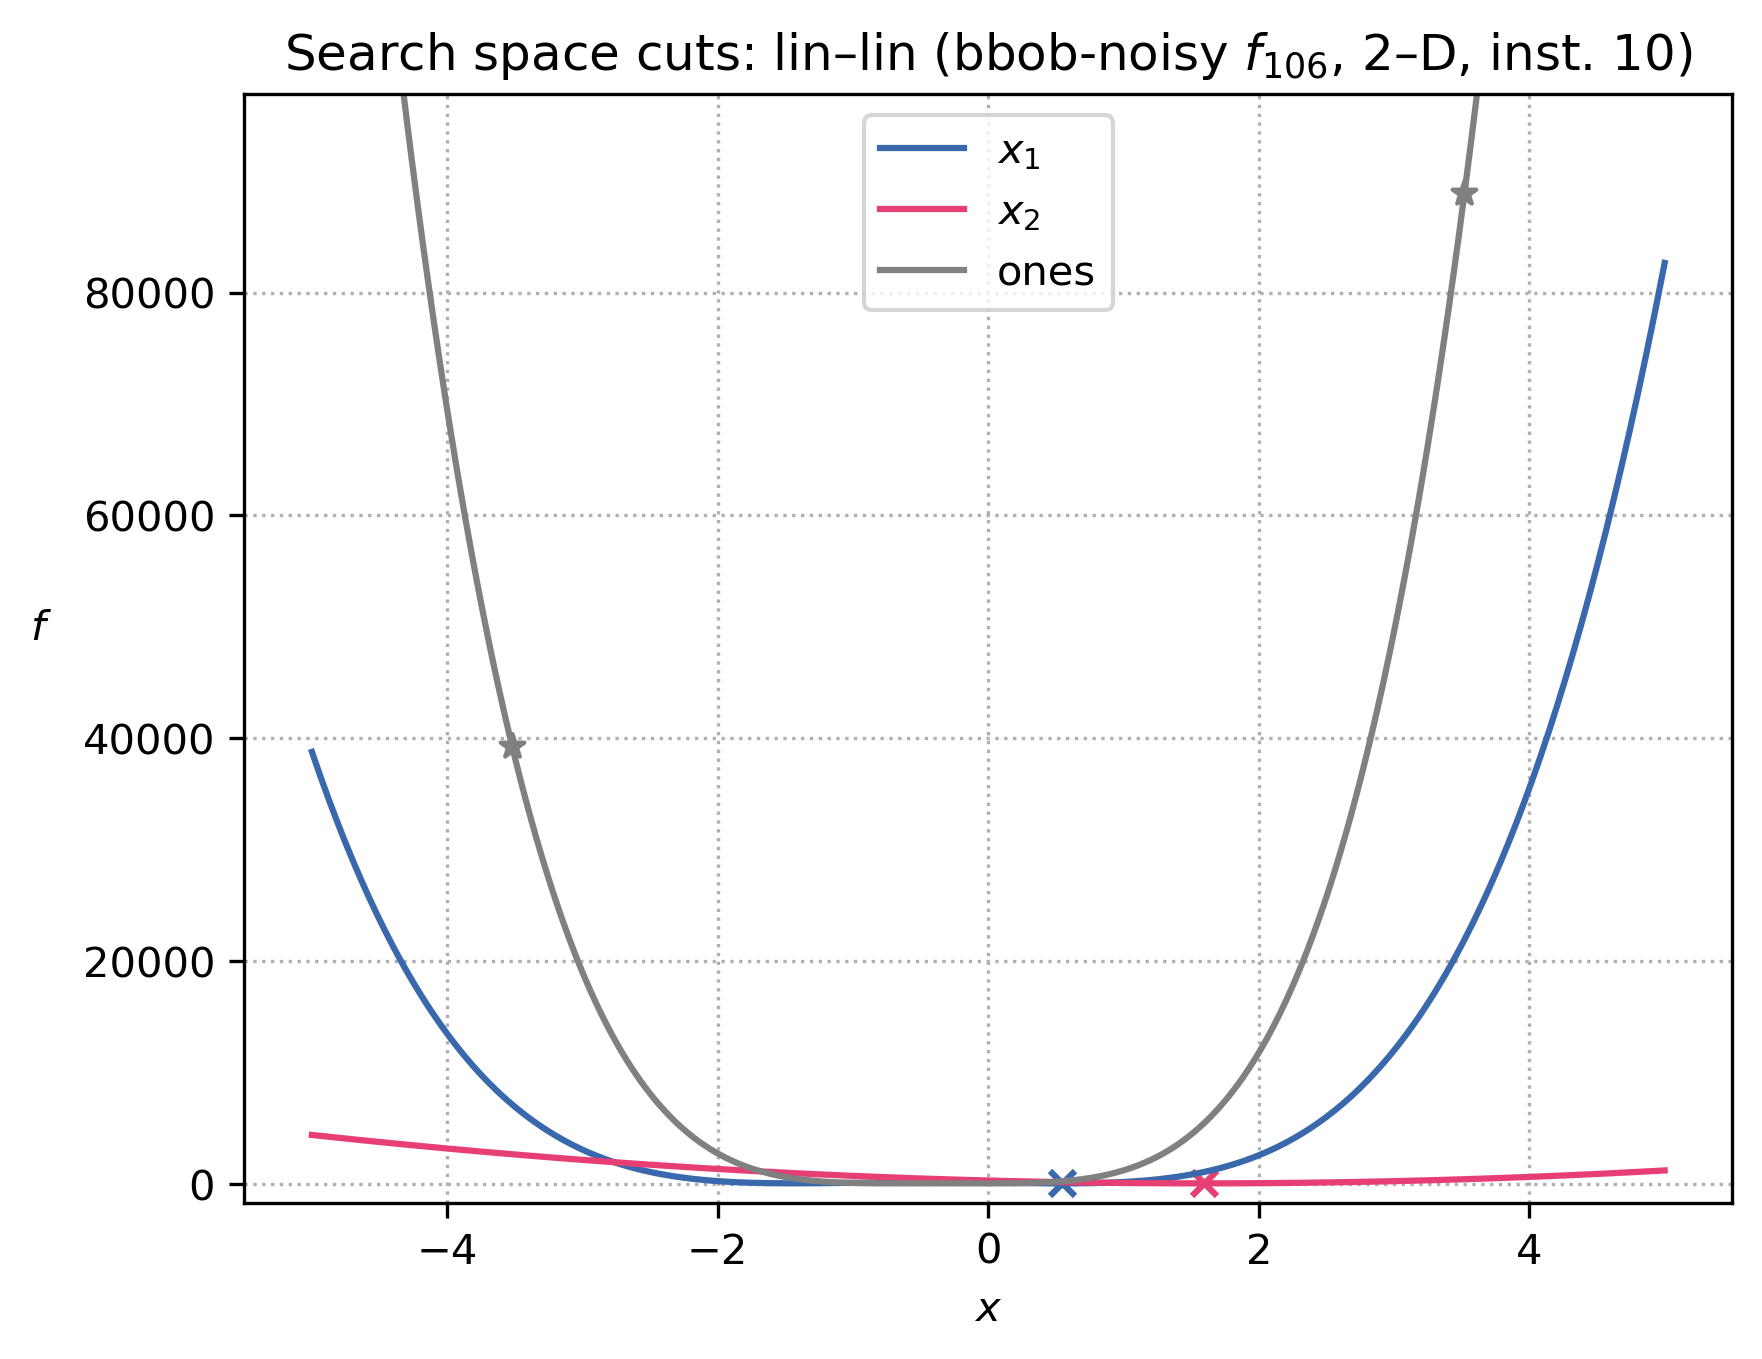 Search space cuts: lin–lin (bbob-noisy f₁₀₆, 2–D, inst. 10)
x₁
x₂
ones
80000
60000
40000
20000
0
f
−4 −2 0 2 4
x